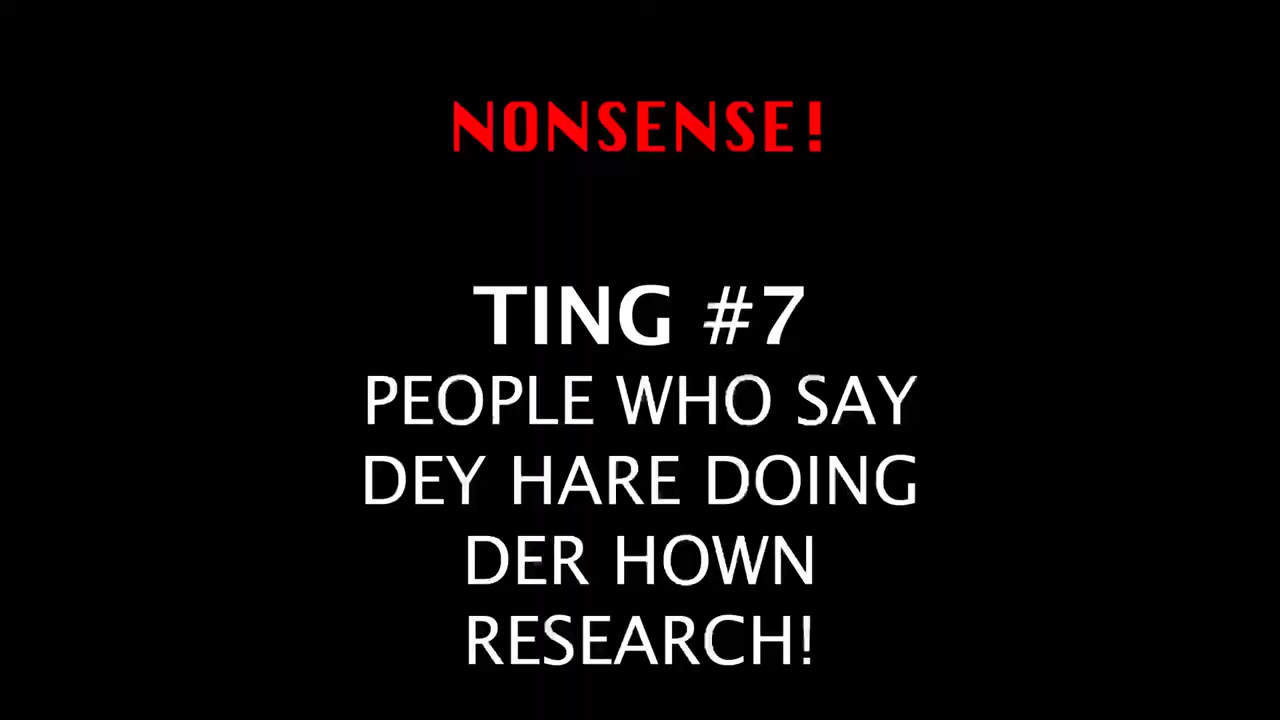 NONSENSE!
TING #7
PEOPLE WHO SAY
DEY HARE DOING
DER HOWN
RESEARCH!